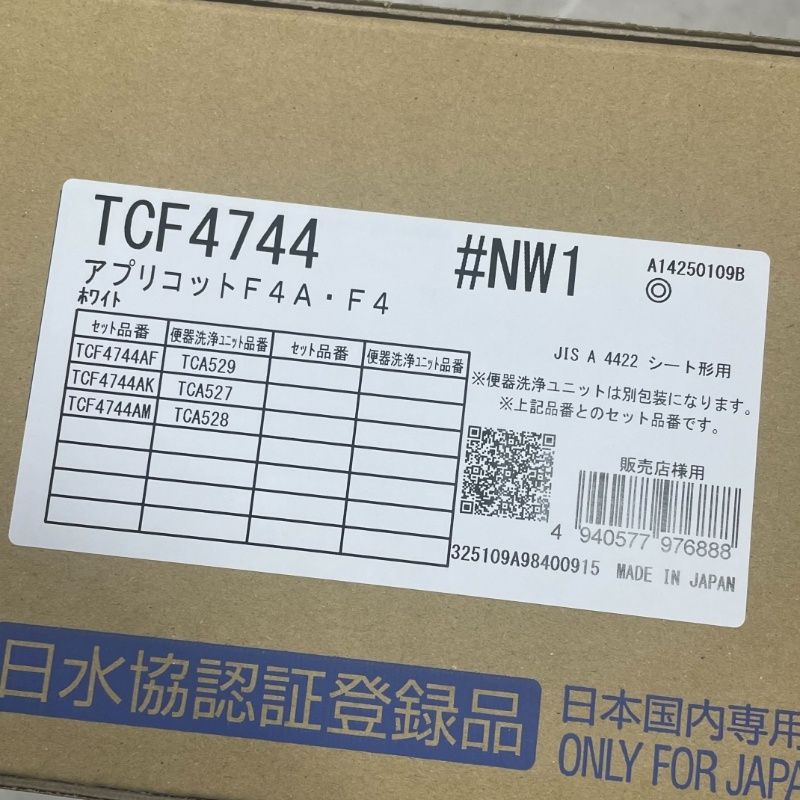 TCF4744
#NW1
A14250109B
◎
アプリコットF4A・F4
ホワイト
セット品番 便器洗浄ユニット品番 セット品番 便器洗浄ユニット品番
TCF4744AF TCA529
TCF4744AK TCA527
TCF4744AM TCA528
JIS A 4422 シート形用
※便器洗浄ユニットは別包装になります。
※上記品番とのセット品番です。
販売店様用
4 940577 976888
325109A98400915 MADE IN JAPAN
日水協認証登録品
日本国内専用
ONLY FOR JAPA